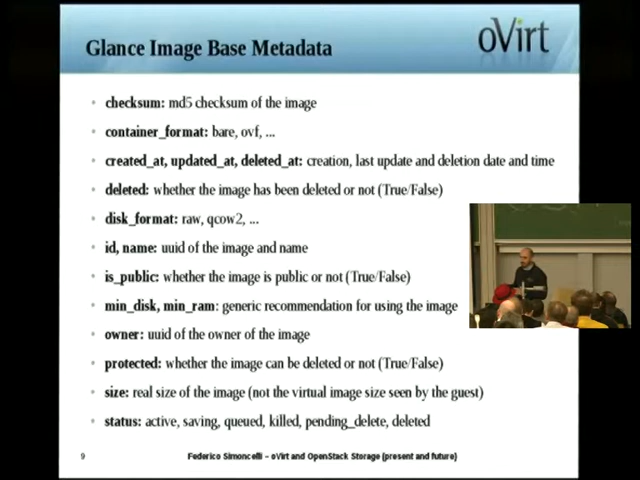 Glance Image Base Metadata
oVirt
• checksum: md5 checksum of the image
• container_format: bare, ovf, ...
• created_at, updated_at, deleted_at: creation, last update and deletion date and time
• deleted: whether the image has been deleted or not (True/False)
• disk_format: raw, qcow2, ...
• id, name: uuid of the image and name
• is_public: whether the image is public or not (True/False)
• min_disk, min_ram: generic recommendation for using the image
• owner: uuid of the owner of the image
• protected: whether the image can be deleted or not (True/False)
• size: real size of the image (not the virtual image size seen by the guest)
• status: active, saving, queued, killed, pending_delete, deleted
9
Federico Simoncelli – oVirt and OpenStack Storage (present and future)